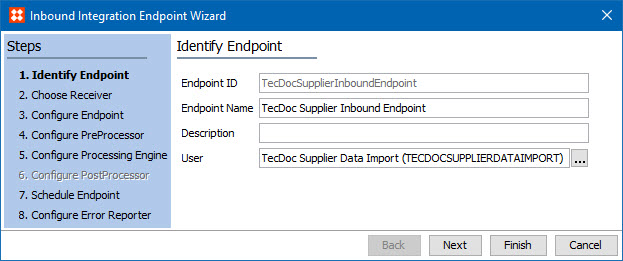 Inbound Integration Endpoint Wizard
Steps
1. Identify Endpoint
2. Choose Receiver
3. Configure Endpoint
4. Configure PreProcessor
5. Configure Processing Engine
6. Configure PostProcessor
7. Schedule Endpoint
8. Configure Error Reporter
Identify Endpoint
Endpoint ID TecDocSupplierInboundEndpoint
Endpoint Name TecDoc Supplier Inbound Endpoint
Description
User TecDoc Supplier Data Import (TECDOCSUPPLIERDATAIMPORT) ...
Back Next Finish Cancel